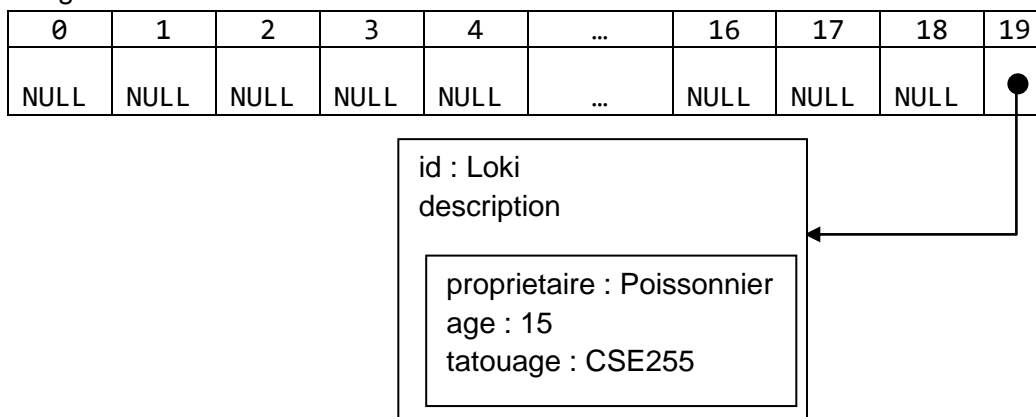 0 1 2 3 4 … 16 17 18 19
NULL NULL NULL NULL NULL … NULL NULL NULL
id : Loki
description
proprietaire : Poissonnier
age : 15
tatouage : CSE255